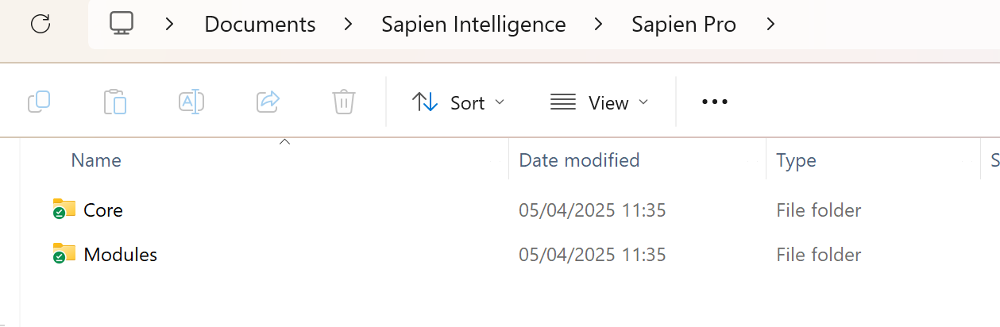 Documents Sapien Intelligence Sapien Pro
Sort View
Name Date modified Type S
Core 05/04/2025 11:35 File folder
Modules 05/04/2025 11:35 File folder